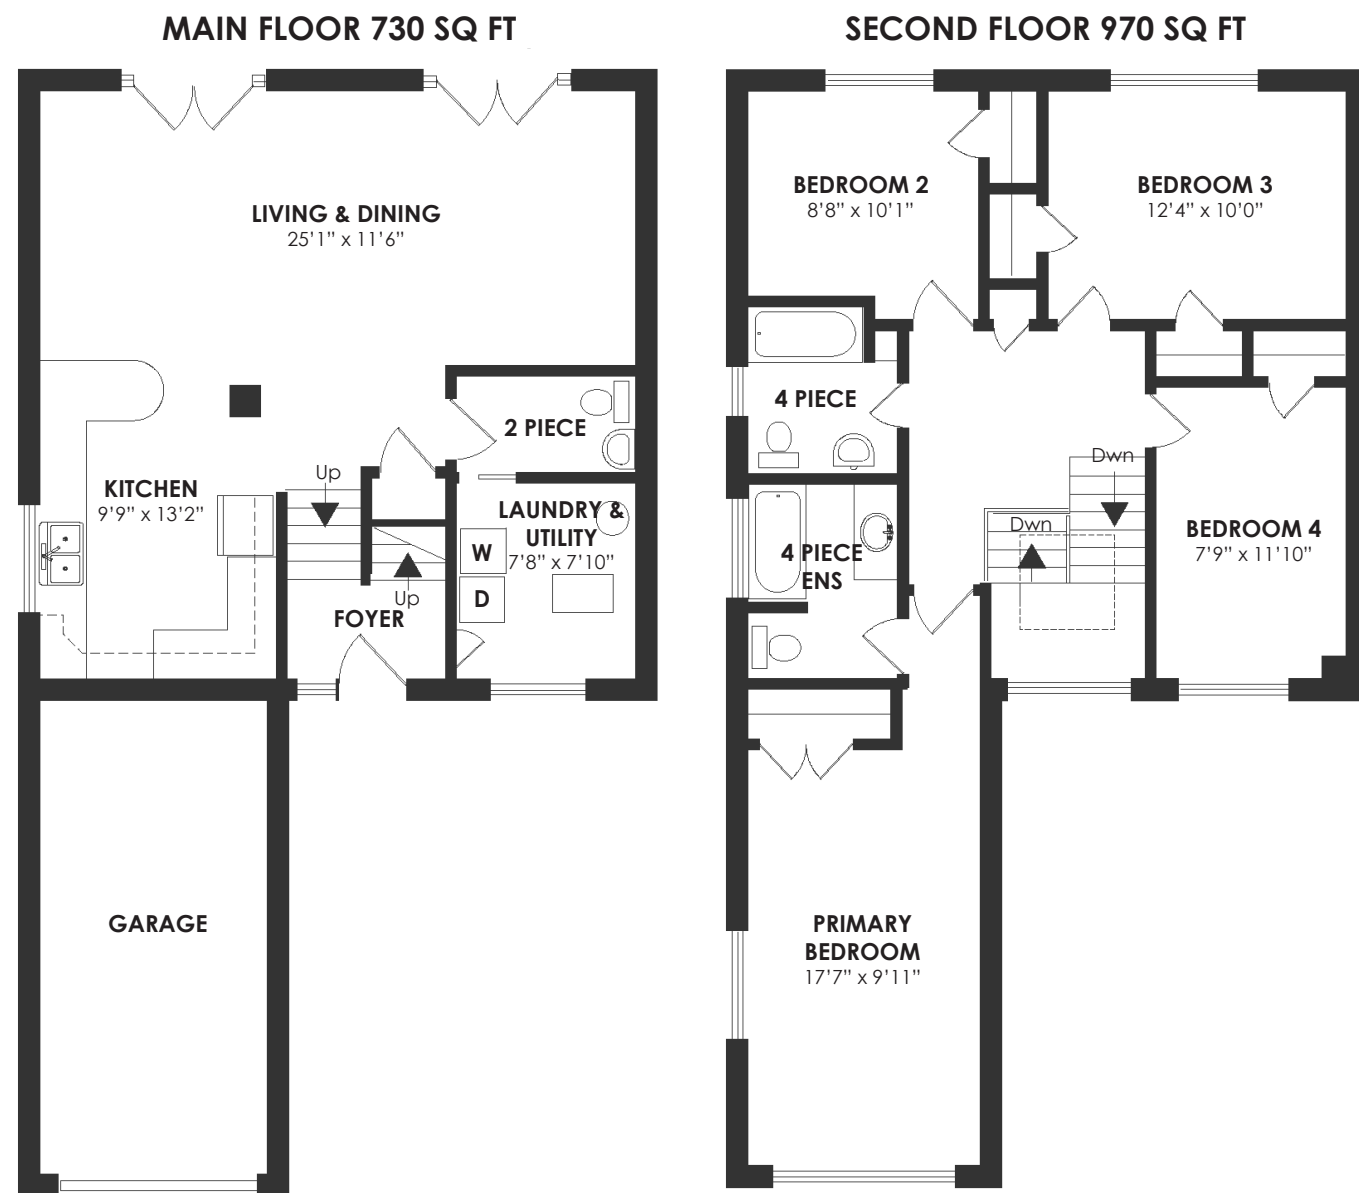 MAIN FLOOR 730 SQ FT
LIVING & DINING
25'1” x 11'6”
2 PIECE
Up
KITCHEN
9'9” x 13'2”
LAUNDRY &
UTILITY
7'8” x 7'10”
W
D
Up
FOYER
GARAGE
SECOND FLOOR 970 SQ FT
BEDROOM 2
8'8” x 10'1”
BEDROOM 3
12'4” x 10'0”
4 PIECE
Dwn
Dwn
BEDROOM 4
7'9” x 11'10”
4 PIECE
ENS
PRIMARY
BEDROOM
17'7” x 9'11”